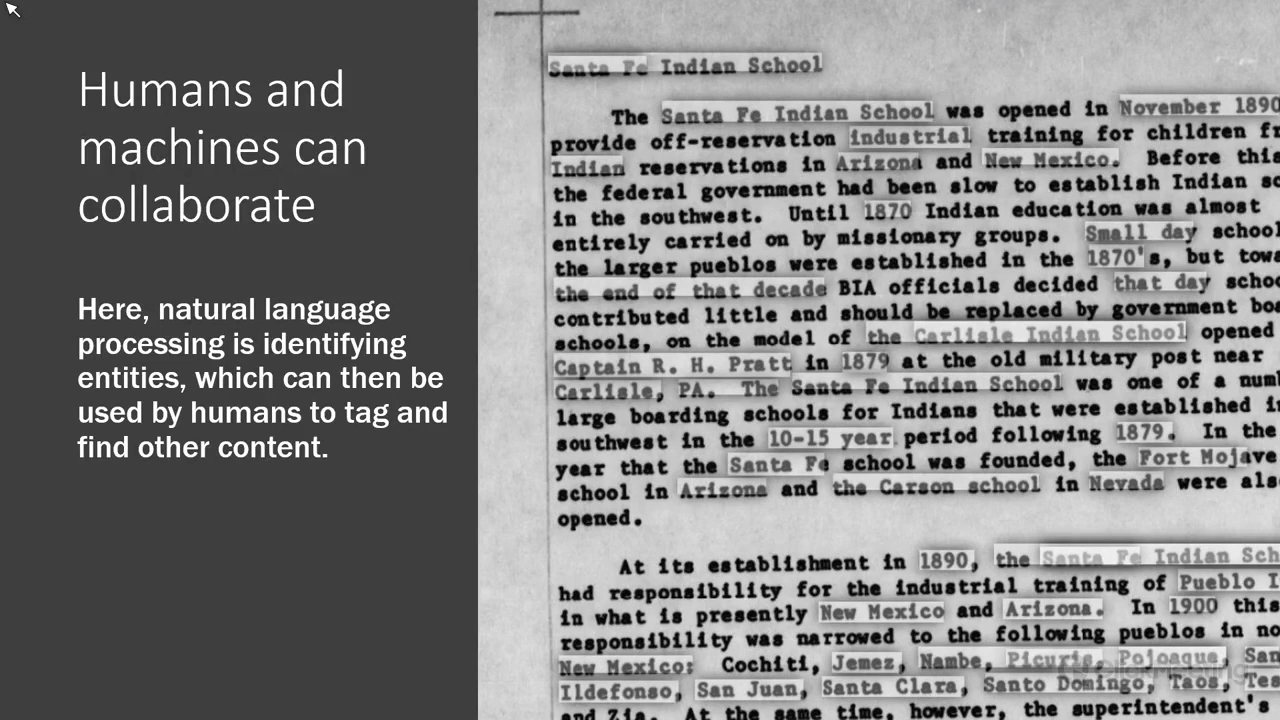 Humans and
machines can
collaborate
Here, natural language
processing is identifying
entities, which can then be
used by humans to tag and
find other content.
Santa Fe Indian School
The Santa Fe Indian School was opened in November 1890
provide off-reservation industrial training for children
Indian reservations in Arizona and New Mexico. Before this
the federal government had been slow to establish Indian
in the southwest. Until 1870 Indian education was almost
entirely carried on by missionary groups. Small day
the larger pueblos were established in the 1870's, but
the end of that decade BIA officials decided that day
contributed little and should be replaced by government
schools, on the model of the Carlisle Indian School opened
Captain R. H. Pratt in 1879 at the old military post near
Carlisle, PA. The Santa Fe Indian School was one of a
large boarding schools for Indians that were established
southwest in the 10-15 year period following 1879. In the
year that the Santa Fe school was founded, the Fort Mojave
school in Arizona and the Carson school in Nevada were
opened.
At its establishment in 1890, the Santa Fe Indian
had responsibility for the industrial training of Pueblo
in what is presently New Mexico and Arizona. In 1900 this
responsibility was narrowed to the following pueblos in
New Mexico: Cochiti, Jemez, Nambe, Picuris, Pojoaque, San
Ildefonso, San Juan, Santa Clara, Santo Domingo, Taos,
and Zia. At the same time, however, the superintendent's